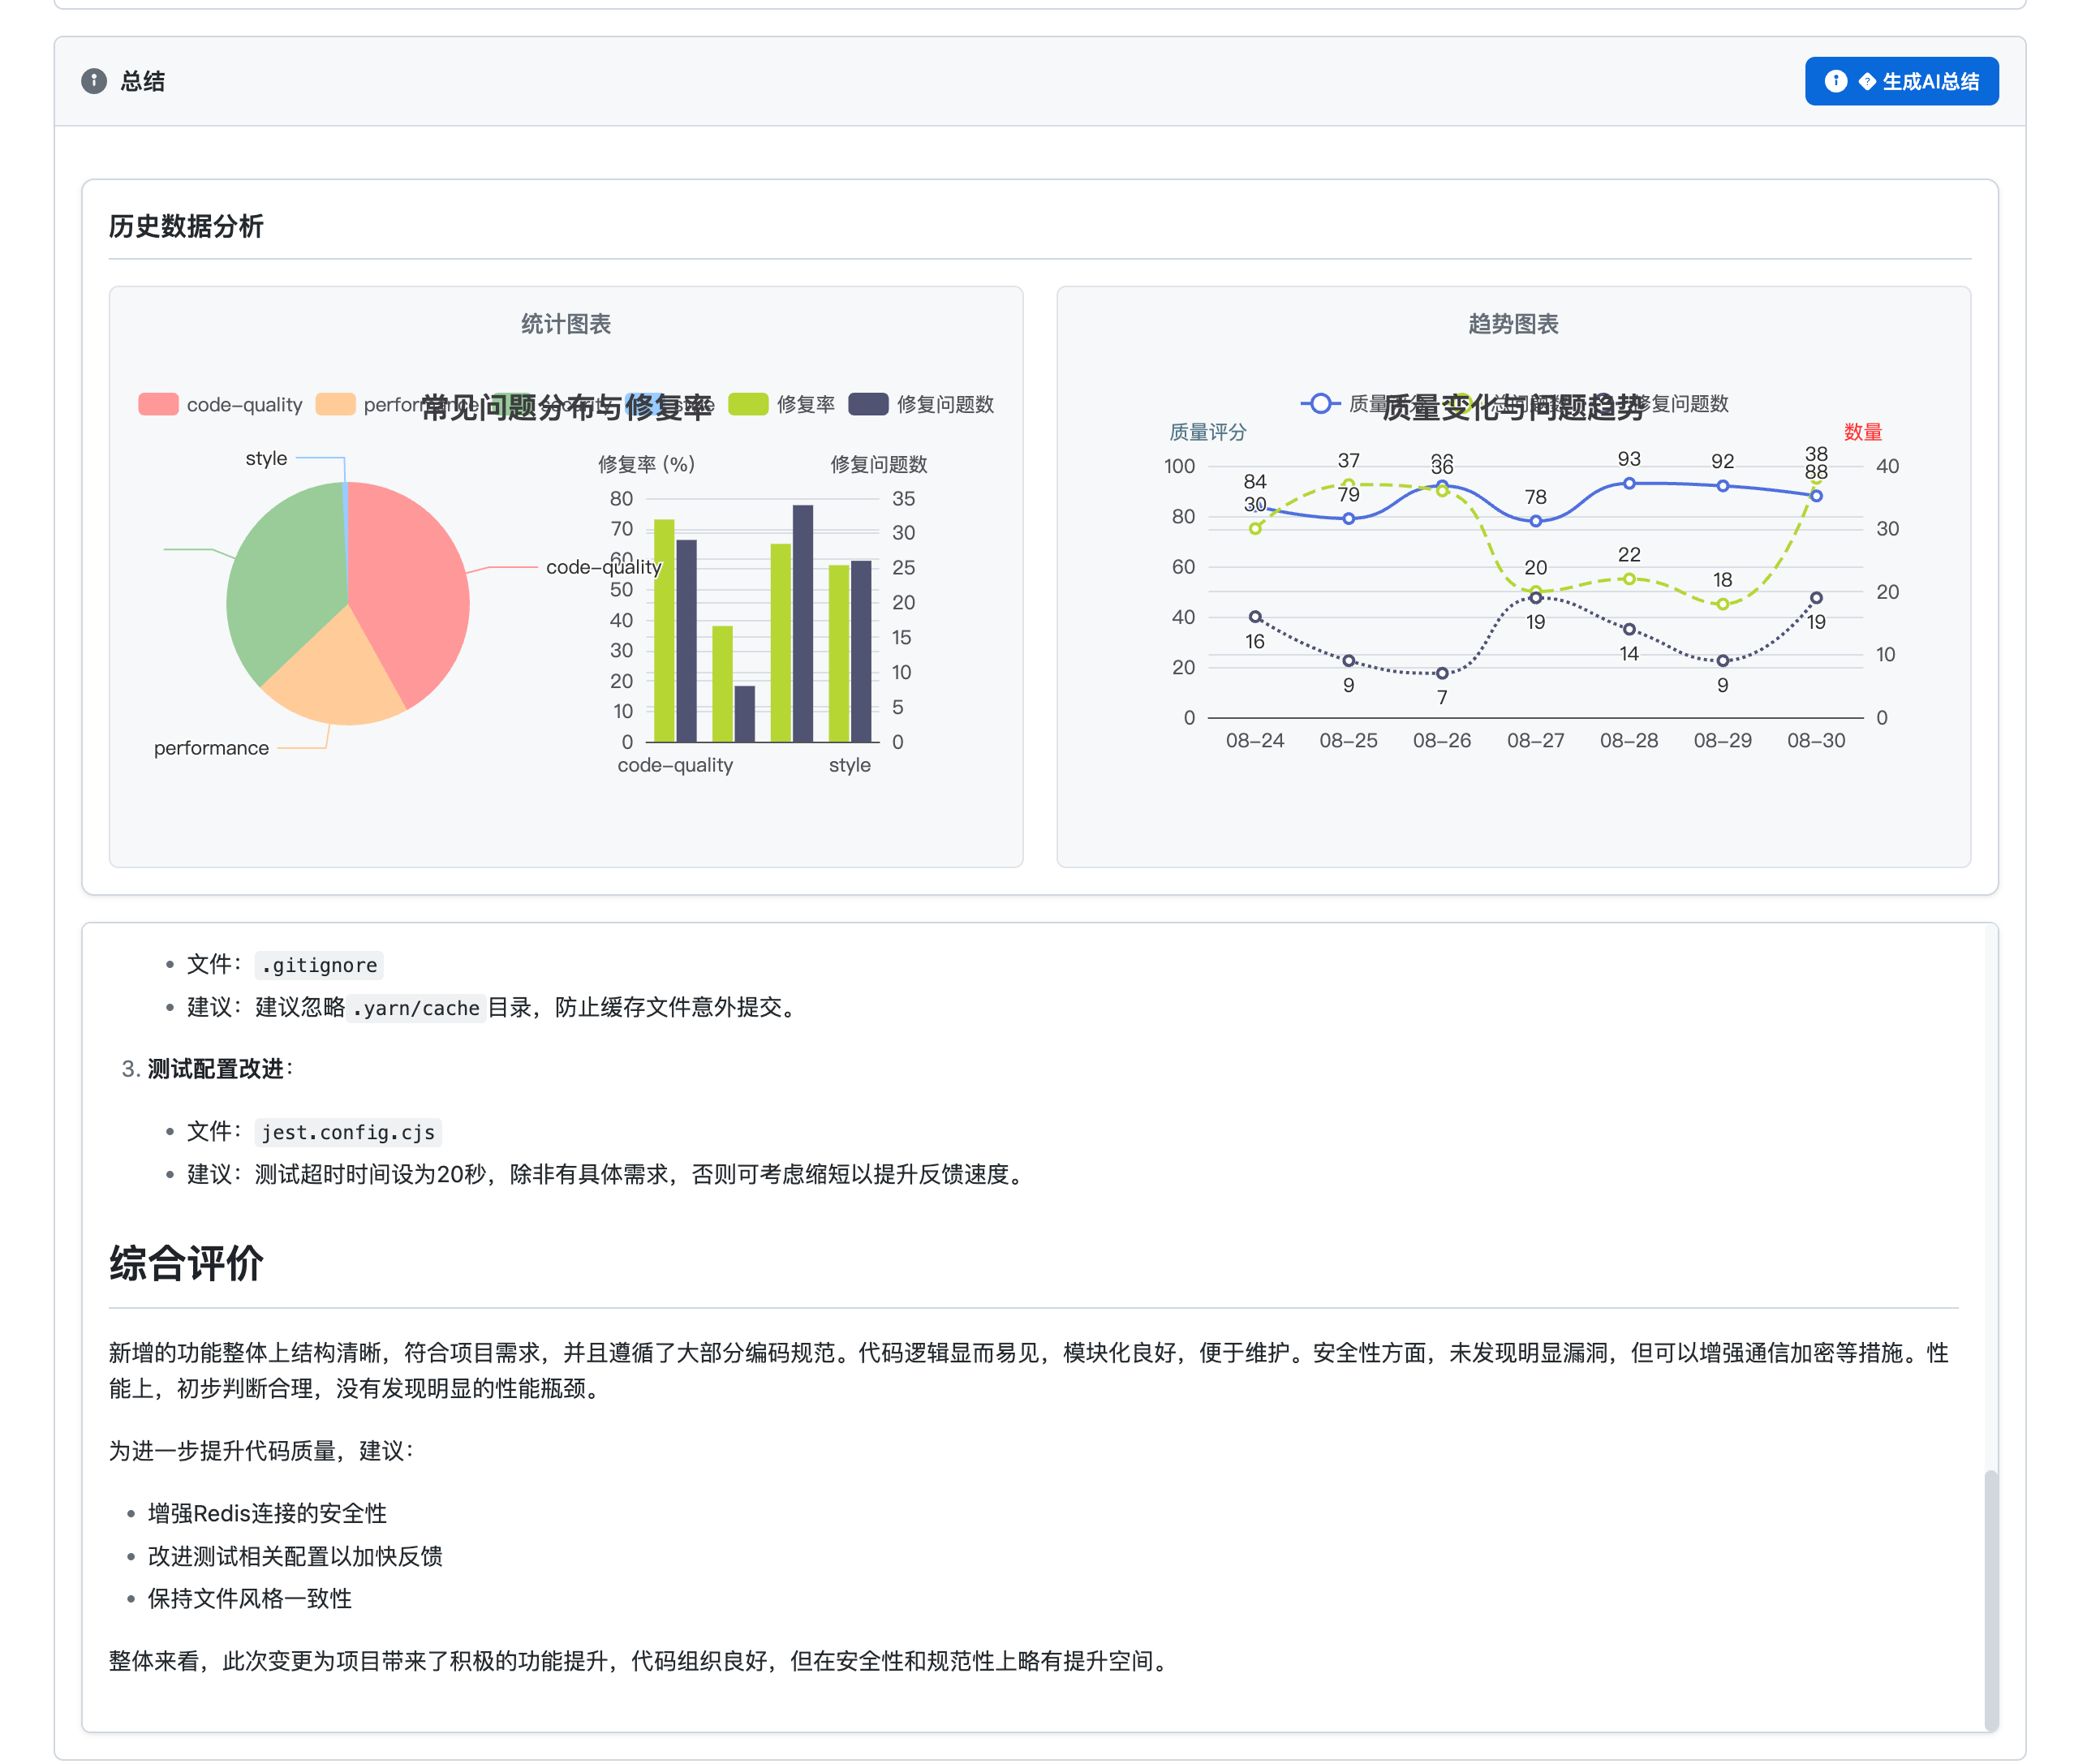 总结
生成AI总结
历史数据分析
统计图表
code-quality performance 修复率 修复问题数
常见问题分布与修复率
style
code-quality
performance
修复率 (%) 修复问题数
80
70
60
50
40
30
20
10
0
35
30
25
20
15
10
5
0
code-quality style
趋势图表
质量变化与问题趋势
总问题数 修复问题数
质量评分 数量
100
80
60
40
20
0
40
30
20
10
0
84 79 78 93 92 88
30 37 36 20 22 18 38
16 9 7 19 14 9 19
08-24 08-25 08-26 08-27 08-28 08-29 08-30
文件： .gitignore
建议：建议忽略 .yarn/cache 目录，防止缓存文件意外提交。
3. 测试配置改进：
文件： jest.config.cjs
建议：测试超时时间设为20秒，除非有具体需求，否则可考虑缩短以提升反馈速度。
综合评价
新增的功能整体上结构清晰，符合项目需求，并且遵循了大部分编码规范。代码逻辑显而易见，模块化良好，便于维护。安全性方面，未发现明显漏洞，但可以增强通信加密等措施。性
能上，初步判断合理，没有发现明显的性能瓶颈。
为进一步提升代码质量，建议：
增强Redis连接的安全性
改进测试相关配置以加快反馈
保持文件风格一致性
整体来看，此次变更为项目带来了积极的功能提升，代码组织良好，但在安全性和规范性上略有提升空间。